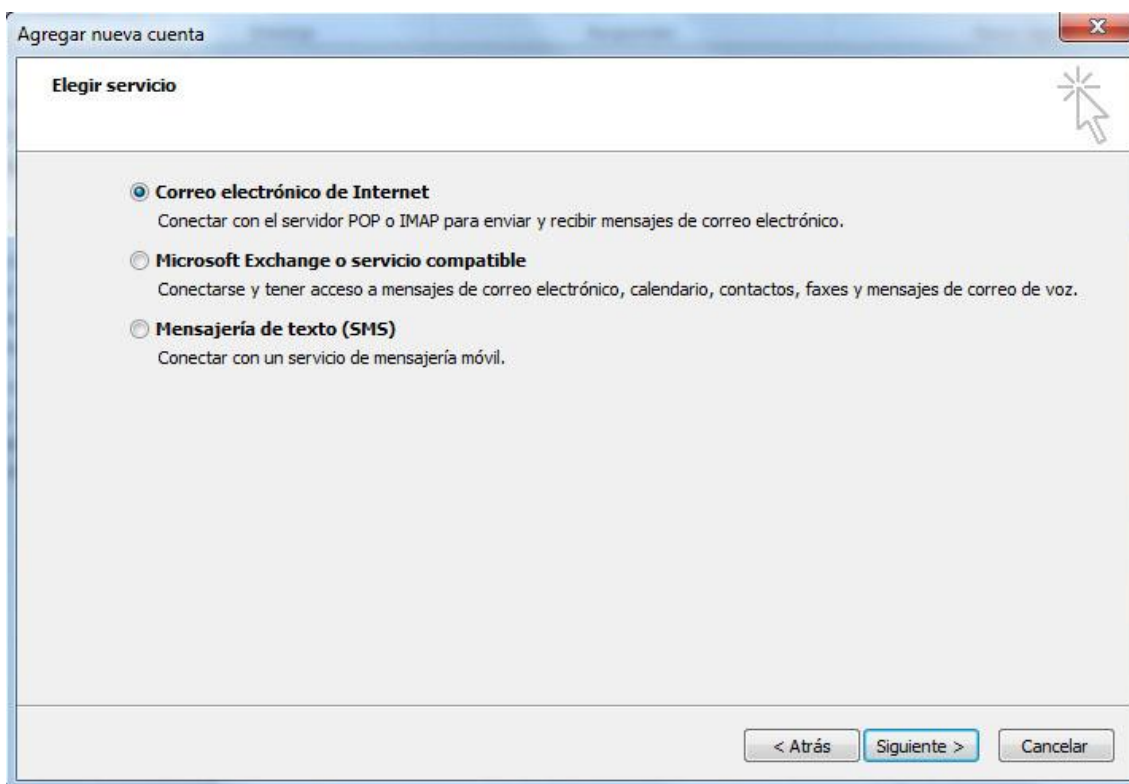 Agregar nueva cuenta
Elegir servicio
Correo electrónico de Internet
Conectar con el servidor POP o IMAP para enviar y recibir mensajes de correo electrónico.
Microsoft Exchange o servicio compatible
Conectarse y tener acceso a mensajes de correo electrónico, calendario, contactos, faxes y mensajes de correo de voz.
Mensajería de texto (SMS)
Conectar con un servicio de mensajería móvil.
< Atrás
Siguiente >
Cancelar